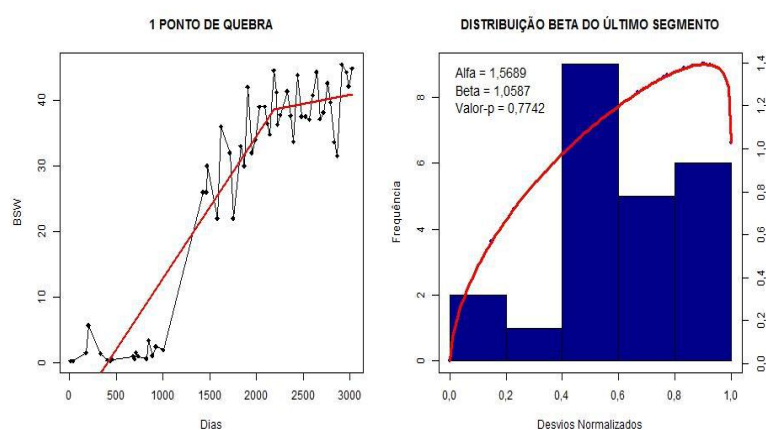 1 PONTO DE QUEBRA
BSW
40
30
20
10
0
0 500 1000 1500 2000 2500 3000
Dias
DISTRIBUIÇÃO BETA DO ÚLTIMO SEGMENTO
Alfa = 1,5689
Beta = 1,0587
Valor-p = 0,7742
Frequência
8
6
4
2
0
1,4
1,2
1,0
0,8
0,6
0,4
0,2
0,0
0,0 0,2 0,4 0,6 0,8 1,0
Desvios Normalizados